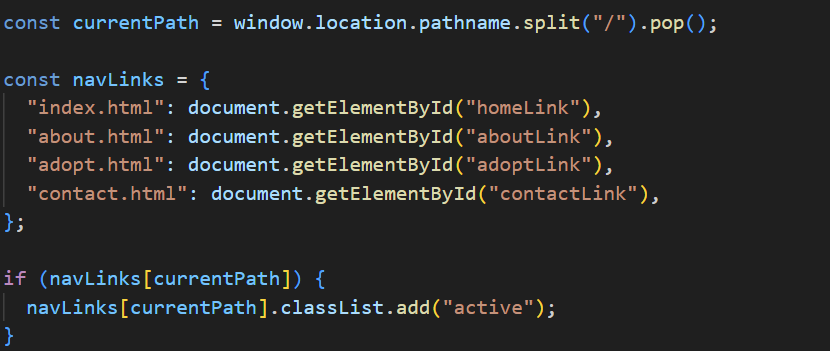 const currentPath = window.location.pathname.split("/").pop();
const navLinks = {
"index.html": document.getElementById("homeLink"),
"about.html": document.getElementById("aboutLink"),
"adopt.html": document.getElementById("adoptLink"),
"contact.html": document.getElementById("contactLink"),
};
if (navLinks[currentPath]) {
navLinks[currentPath].classList.add("active");
}